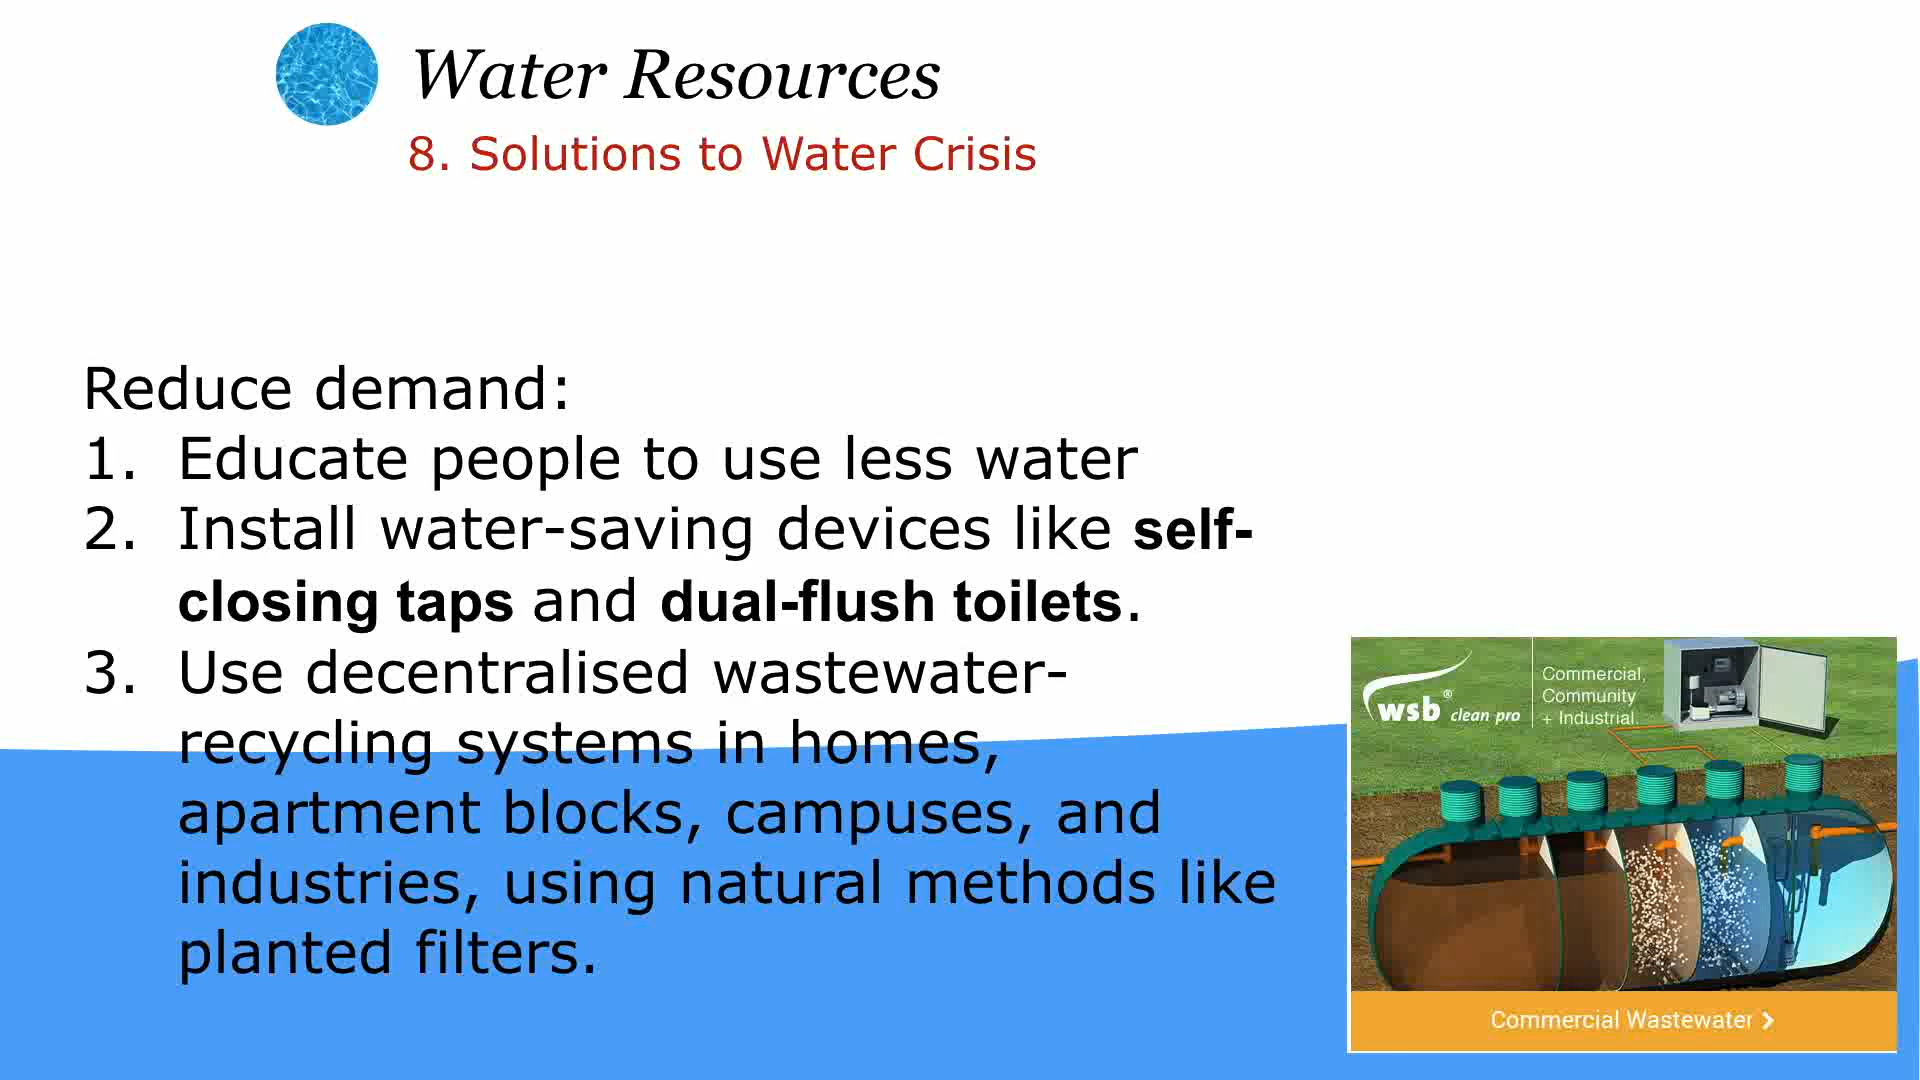 Water Resources
8. Solutions to Water Crisis
Reduce demand:
1. Educate people to use less water
2. Install water-saving devices like self-
closing taps and dual-flush toilets.
3. Use decentralised wastewater-
recycling systems in homes,
apartment blocks, campuses, and
industries, using natural methods like
planted filters.
wsb® clean pro
Commercial,
Community
+ Industrial.
Commercial Wastewater >